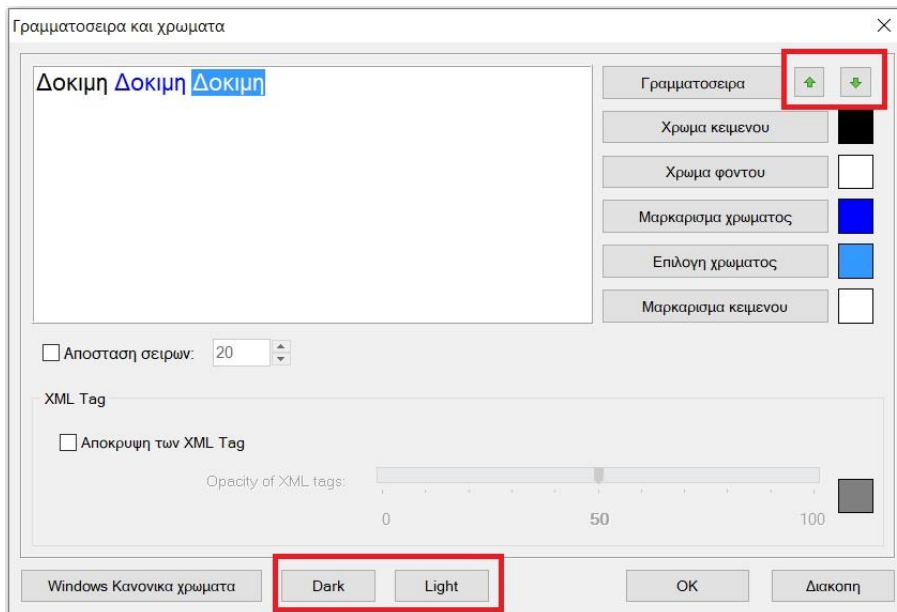 Γραμματοσειρα και χρωματα
Δοκιμη Δοκιμη Δοκιμη
Γραμματοσειρα
Χρωμα κειμενου
Χρωμα φοντου
Μαρκαρισμα χρωματος
Επιλογη χρωματος
Μαρκαρισμα κειμενου
Αποσταση σειρων: 20
XML Tag
Αποκρυψη των XML Tag
Opacity of XML tags:
0 50 100
Windows Κανονικα χρωματα Dark Light OK Διακοπη